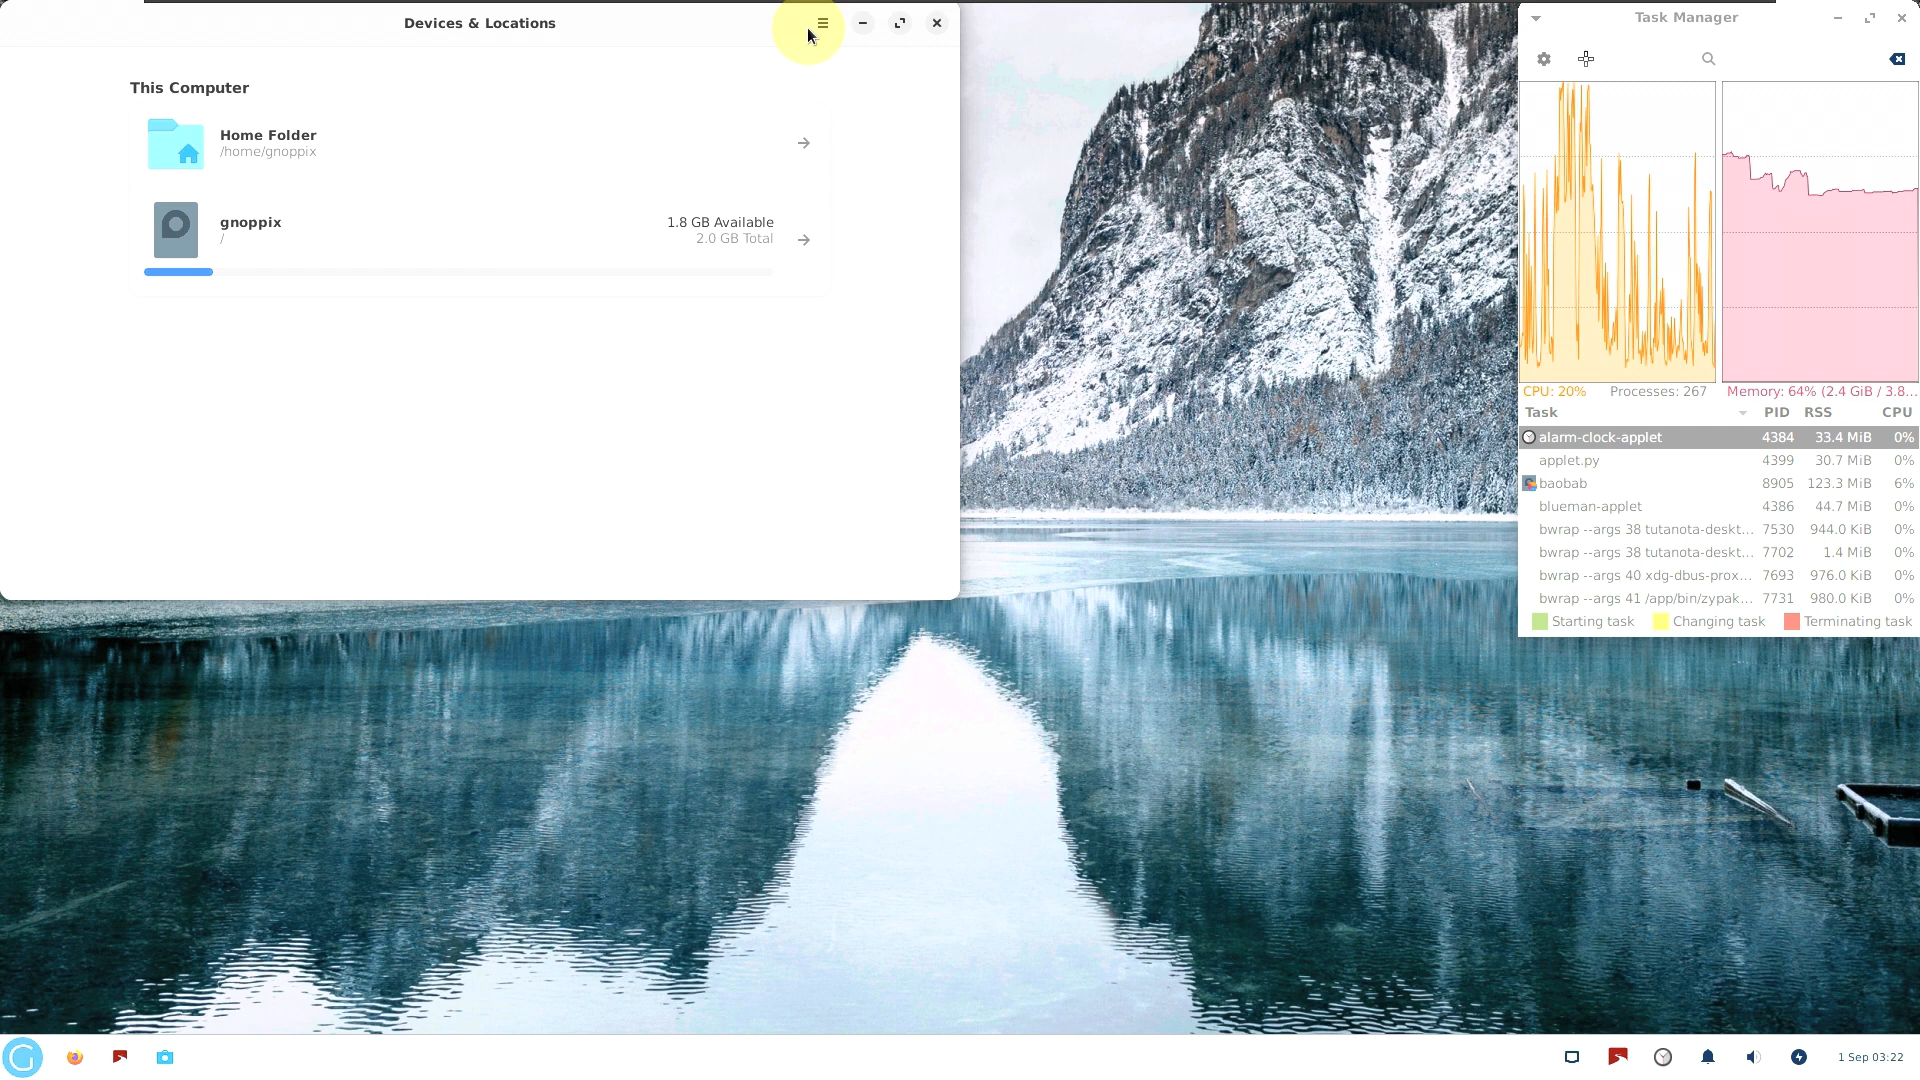 Devices & Locations
This Computer
Home Folder
/home/gnoppix
gnoppix
/
1.8 GB Available
2.0 GB Total
Task Manager
CPU: 20%
Processes: 267
Memory: 64% (2.4 GiB / 3.8...
Task PID RSS CPU
alarm-clock-applet 4384 33.4 MiB 0%
applet.py 4399 30.7 MiB 0%
baobab 8905 123.3 MiB 6%
blueman-applet 4386 44.7 MiB 0%
bwrap --args 38 tutanota-deskt... 7530 944.0 KiB 0%
bwrap --args 38 tutanota-deskt... 7702 1.4 MiB 0%
bwrap --args 40 xdg-dbus-prox... 7693 976.0 KiB 0%
bwrap --args 41 /app/bin/zypak... 7731 980.0 KiB 0%
Starting task Changing task Terminating task
1 Sep 03:22